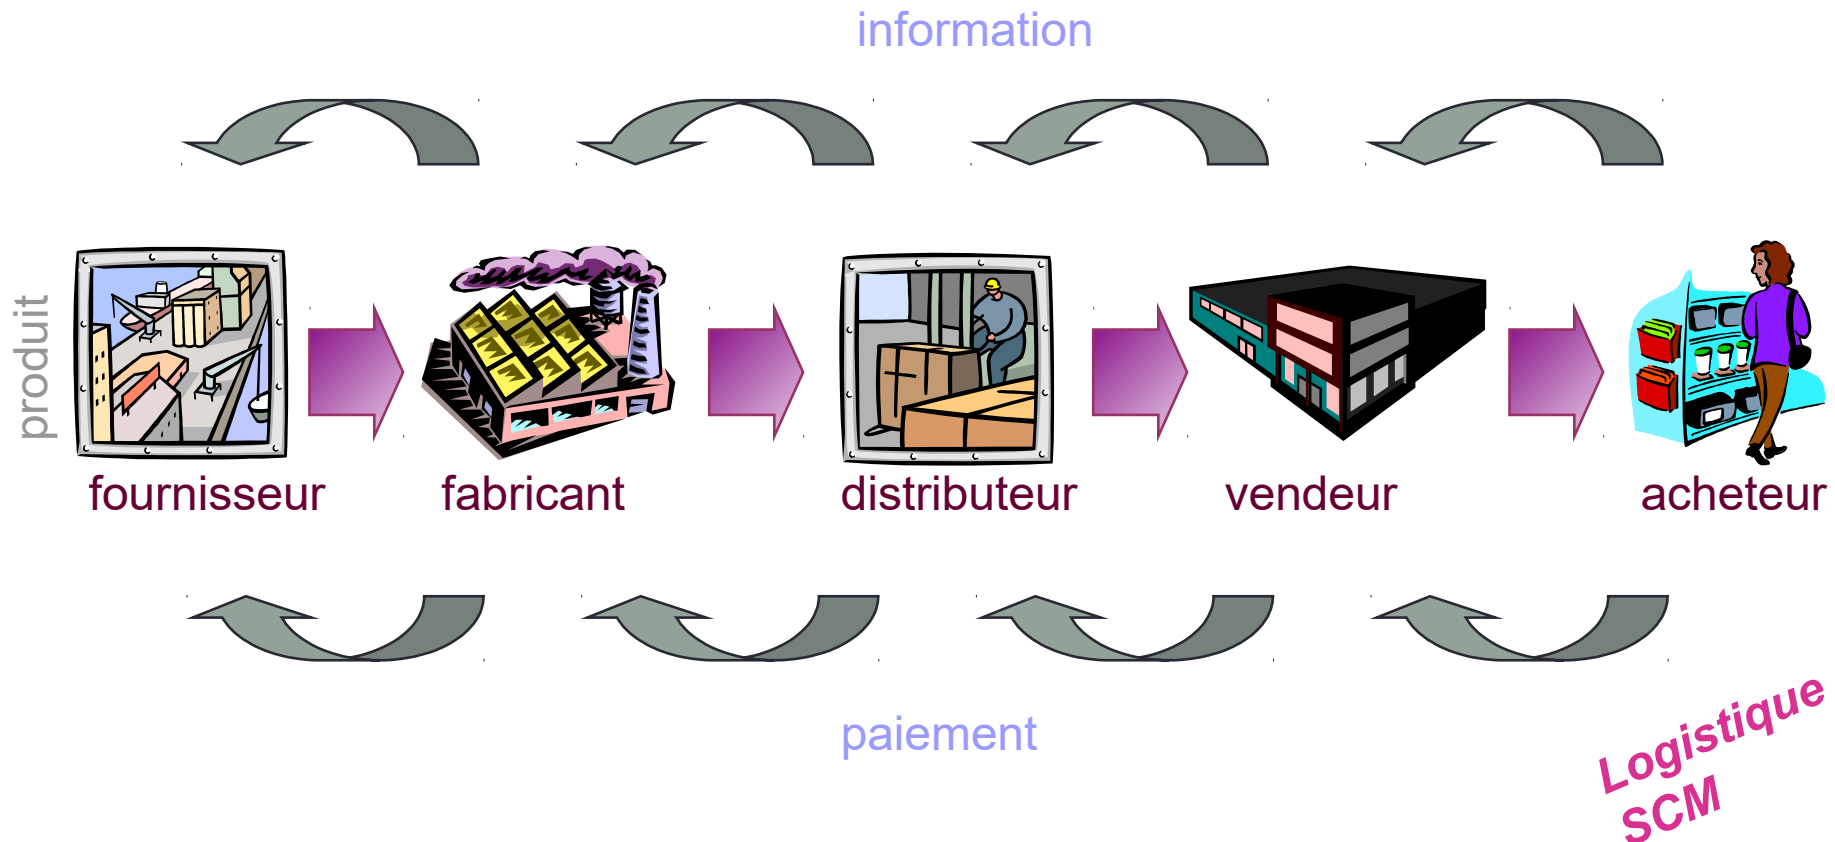 information
produit
fournisseur
fabricant
distributeur
vendeur
acheteur
paiement
Logistique
SCM